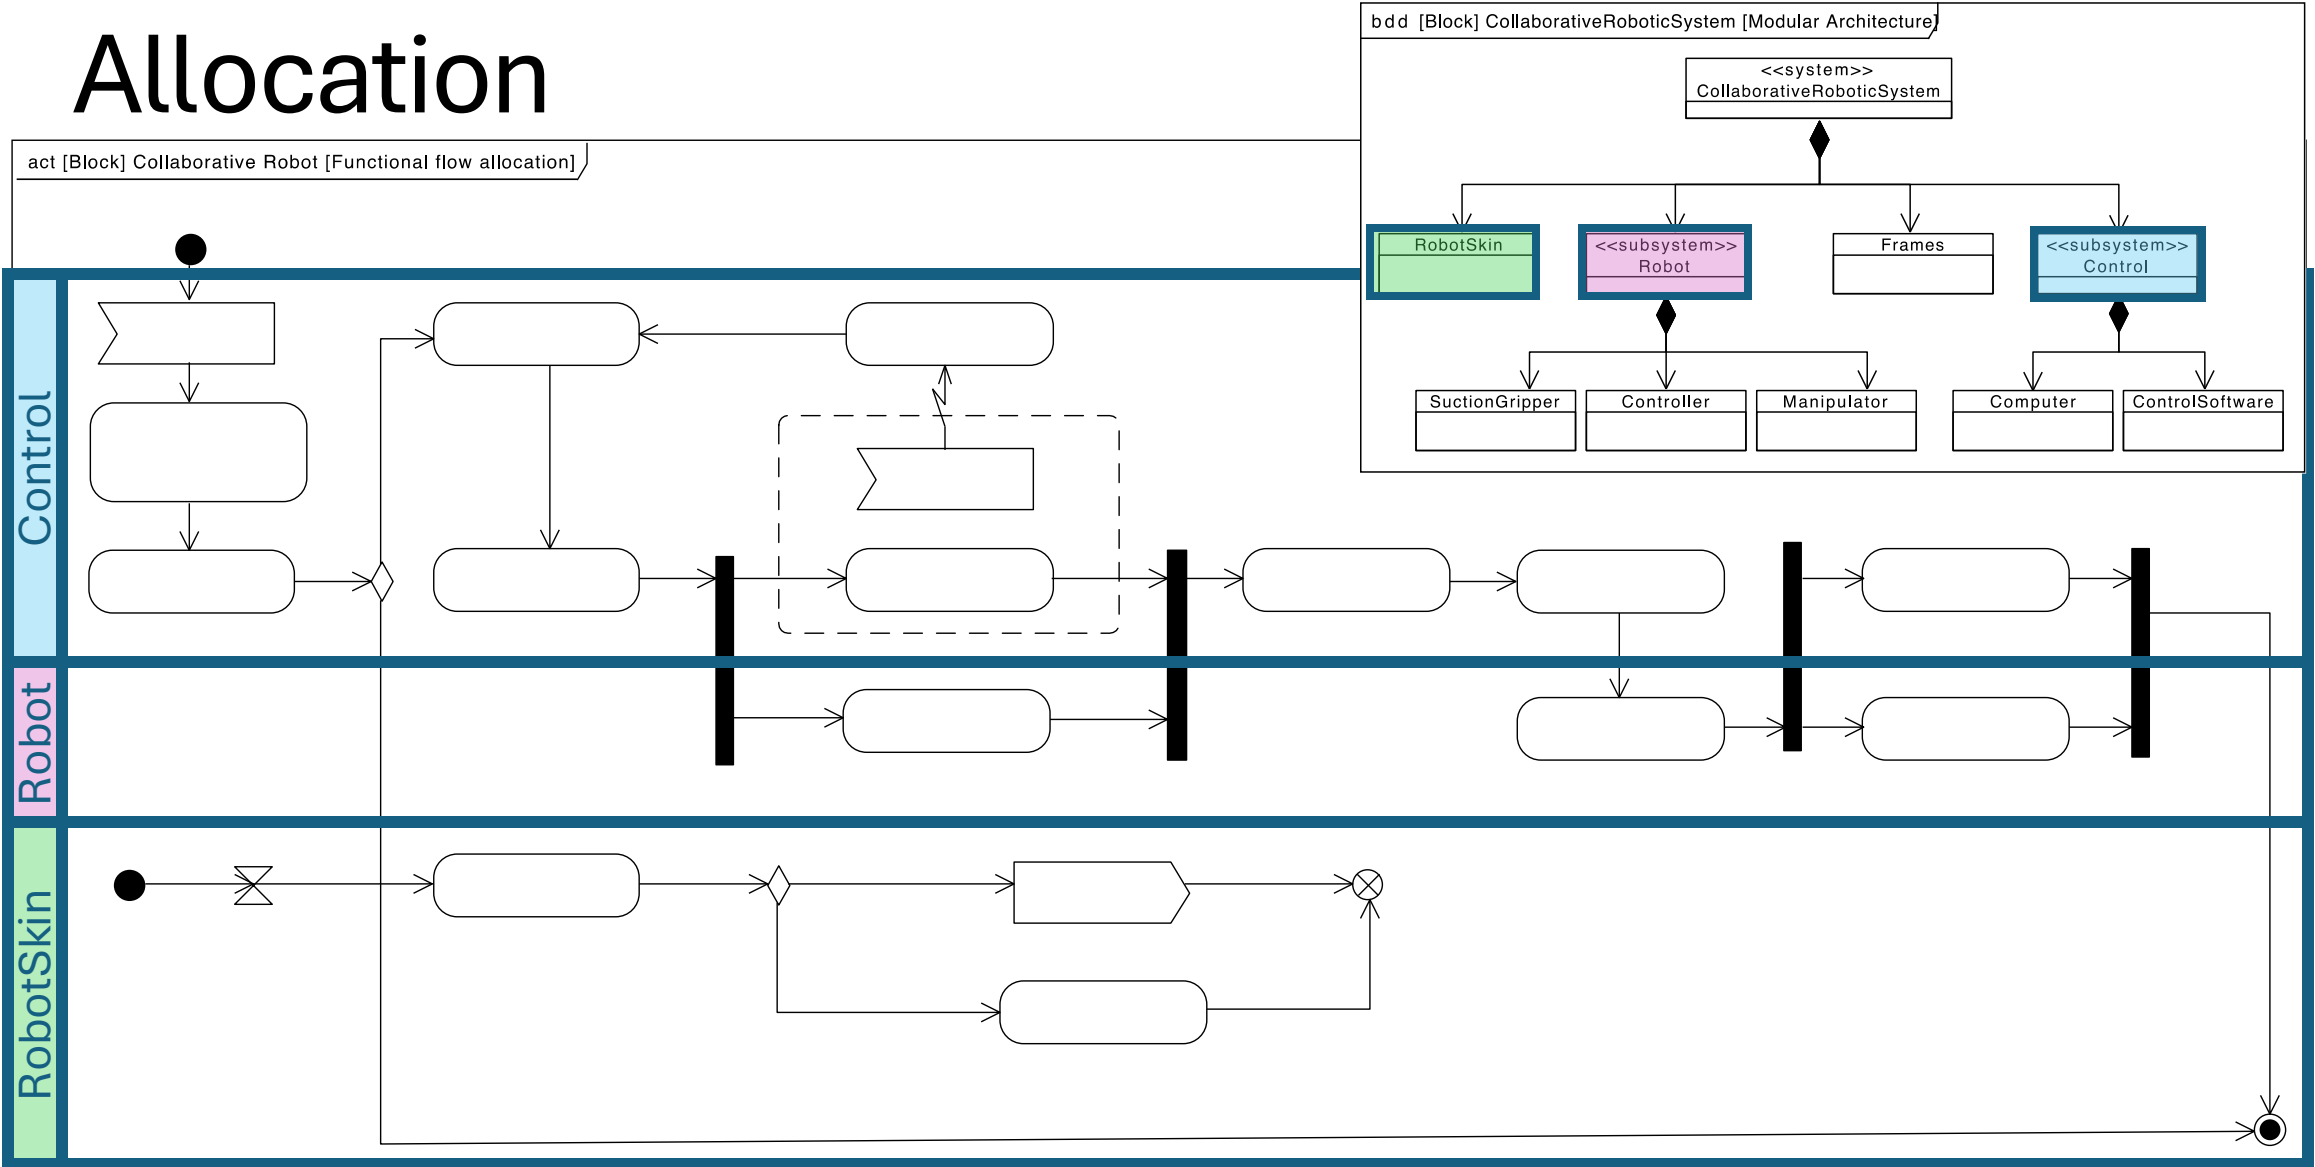 Allocation
bdd [Block] CollaborativeRoboticSystem [Modular Architecture]
<<system>>
CollaborativeRoboticSystem
act [Block] Collaborative Robot [Functional flow allocation]
RobotSkin
<<subsystem>>
Robot
Frames
<<subsystem>>
Control
SuctionGripper
Controller
Manipulator
Computer
ControlSoftware
Control
Robot
RobotSkin